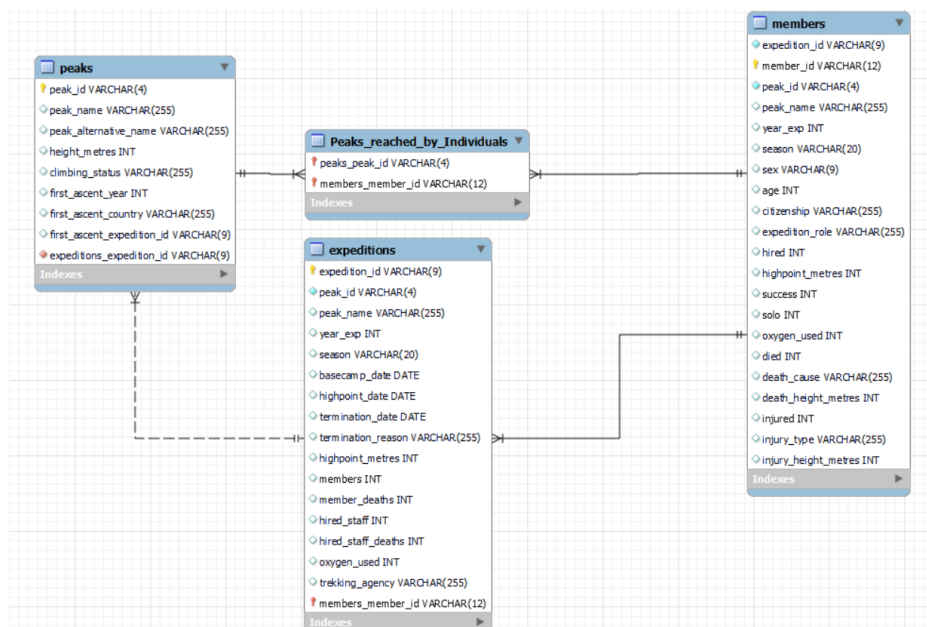 peaks
peak_id VARCHAR(4)
peak_name VARCHAR(255)
peak_alternative_name VARCHAR(255)
height_metres INT
climbing_status VARCHAR(255)
first_ascent_year INT
first_ascent_country VARCHAR(255)
first_ascent_expedition_id VARCHAR(9)
expeditions_expedition_id VARCHAR(9)
Indexes
Peaks_reached_by_Individuals
peaks_peak_id VARCHAR(4)
members_member_id VARCHAR(12)
Indexes
expeditions
expedition_id VARCHAR(9)
peak_id VARCHAR(4)
peak_name VARCHAR(255)
year_exp INT
season VARCHAR(20)
basecamp_date DATE
highpoint_date DATE
termination_date DATE
termination_reason VARCHAR(255)
highpoint_metres INT
members INT
member_deaths INT
hired_staff INT
hired_staff_deaths INT
oxygen_used INT
trekking_agency VARCHAR(255)
members_member_id VARCHAR(12)
Indexes
members
expedition_id VARCHAR(9)
member_id VARCHAR(12)
peak_id VARCHAR(4)
peak_name VARCHAR(255)
year_exp INT
season VARCHAR(20)
sex VARCHAR(9)
age INT
citizenship VARCHAR(255)
expedition_role VARCHAR(255)
hired INT
highpoint_metres INT
success INT
solo INT
oxygen_used INT
died INT
death_cause VARCHAR(255)
death_height_metres INT
injured INT
injury_type VARCHAR(255)
injury_height_metres INT
Indexes